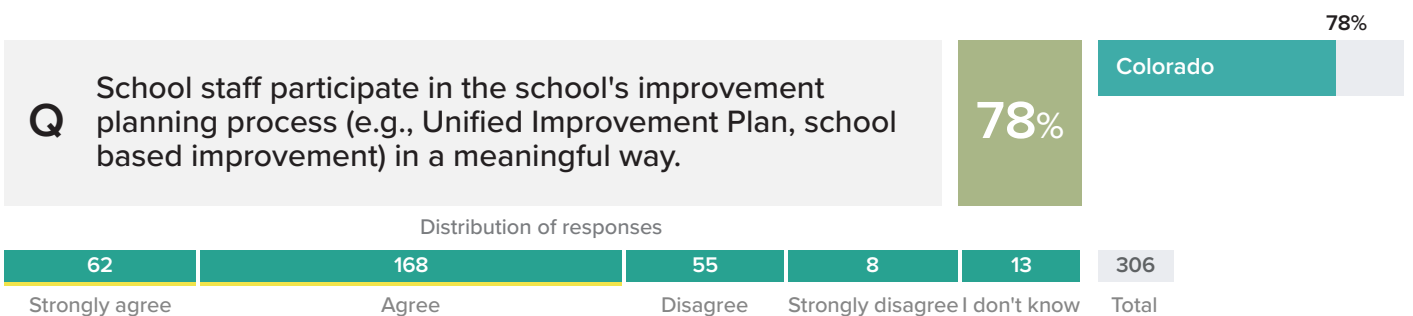 78%
Q
School staff participate in the school's improvement
planning process (e.g., Unified Improvement Plan, school
based improvement) in a meaningful way.
78%
Colorado
Distribution of responses
62
168
55
8
13
306
Strongly agree
Agree
Disagree
Strongly disagree
I don't know
Total